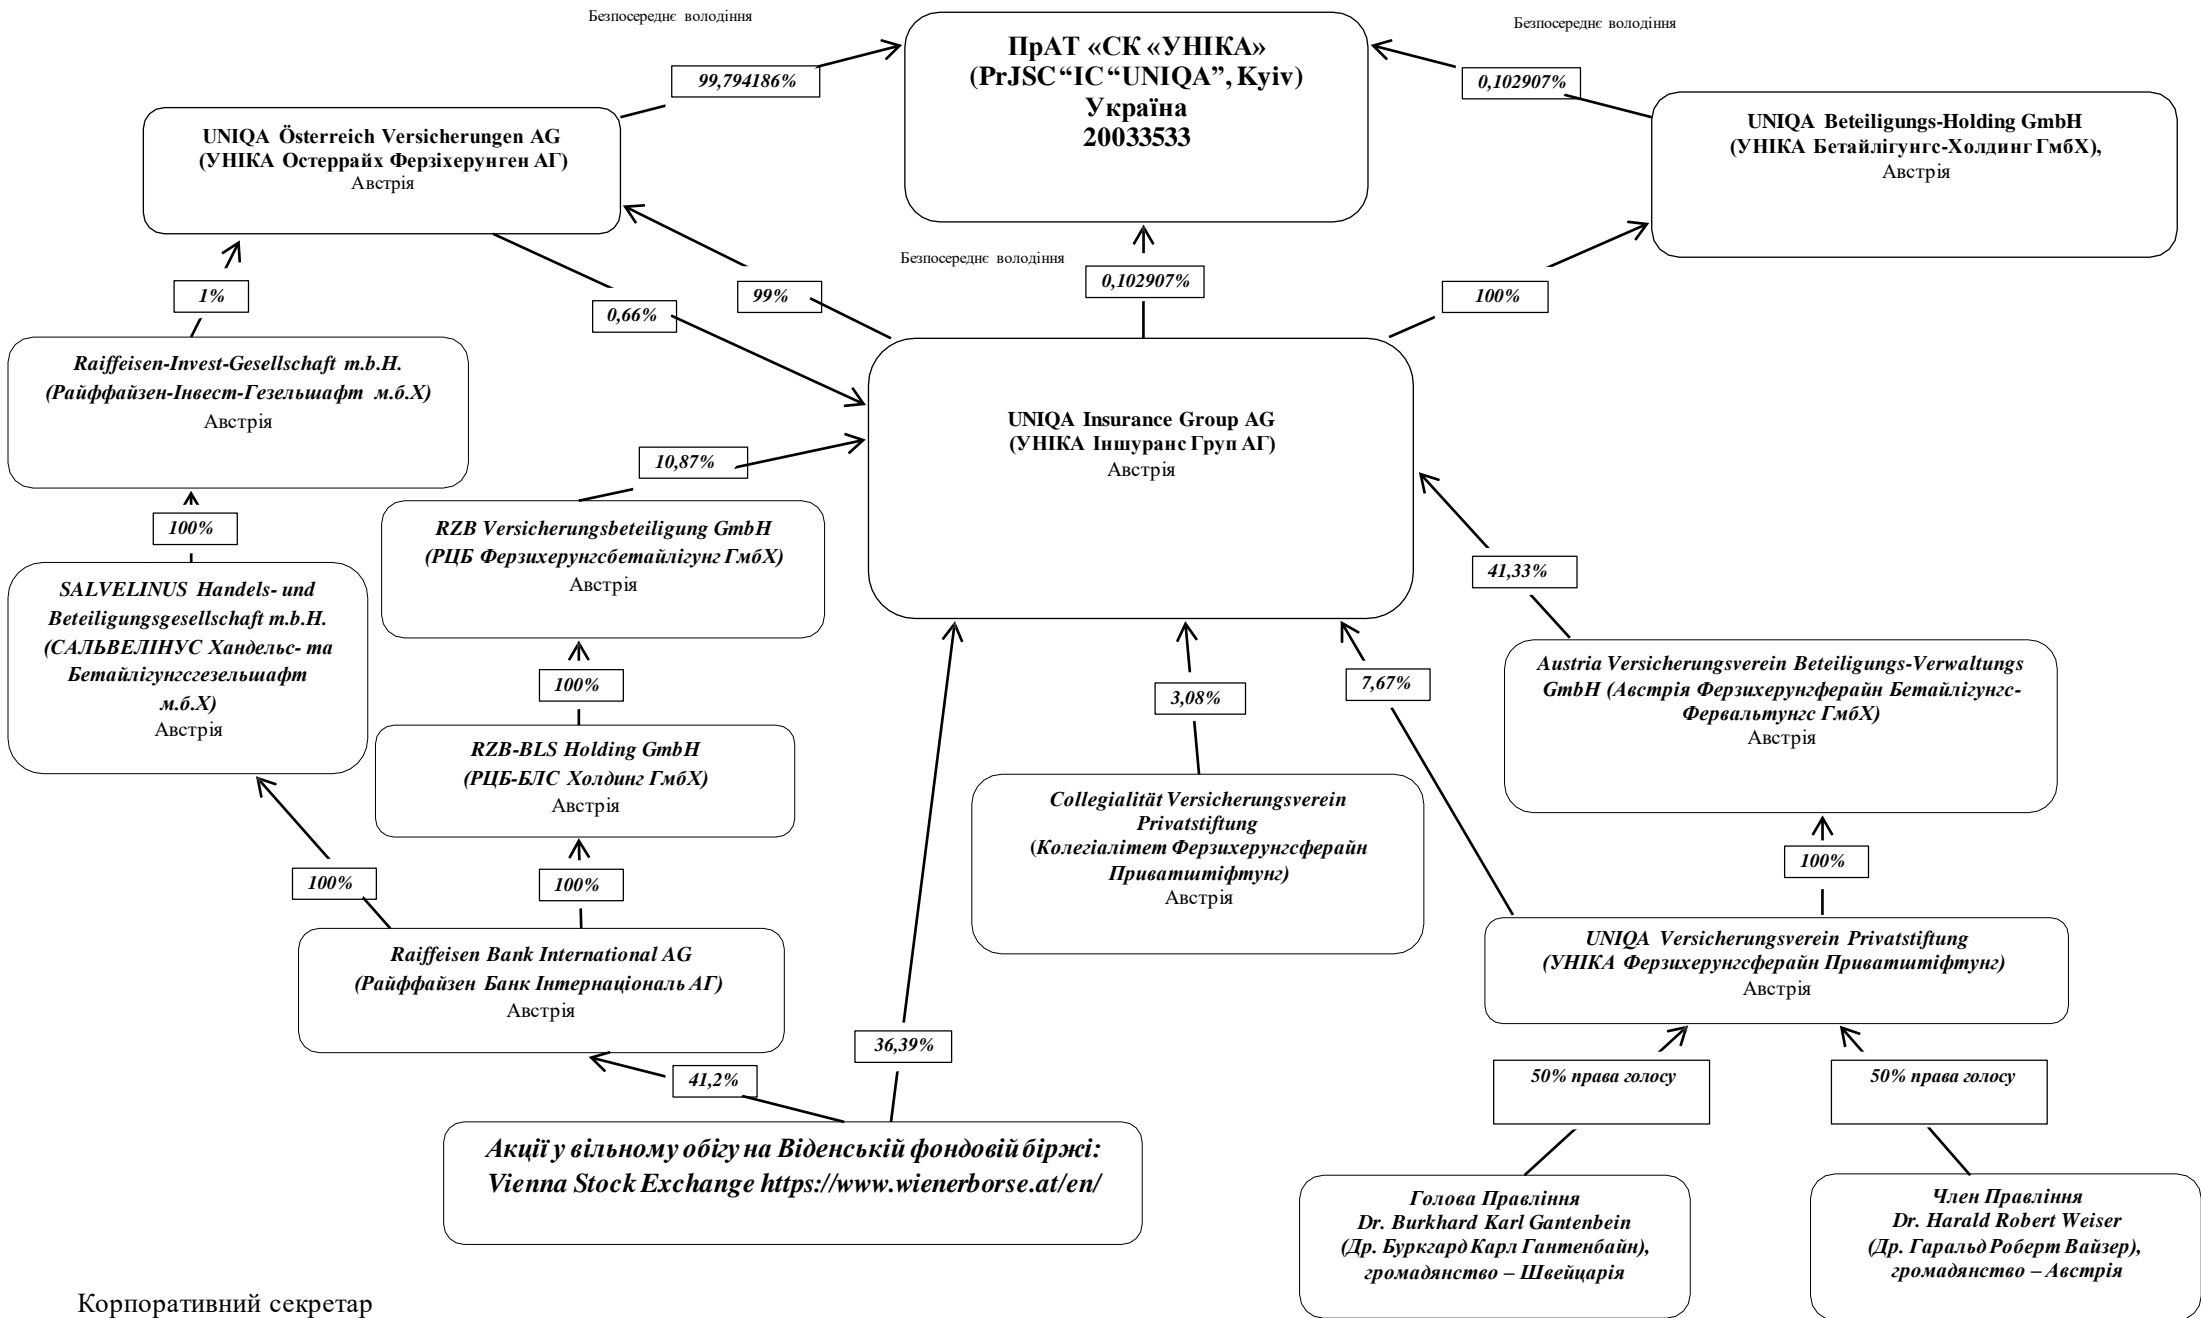 Безпосереднє володіння
Безпосереднє володіння
ПрАТ «СК «УНІКА»
(PrJSC “IC “UNIQA”, Kyiv)
Україна
20033533
99,794186%
0,102907%
UNIQA Österreich Versicherungen AG
(УНІКА Остеррайх Ферзіхерунген АГ)
Австрія
UNIQA Beteiligungs-Holding GmbH
(УНІКА Бетайлігунгс-Холдинг ГмбХ),
Австрія
Безпосереднє володіння
1%
0,66%
99%
0,102907%
100%
Raiffeisen-Invest-Gesellschaft m.b.H.
(Райффайзен-Інвест-Гезельшафт м.б.Х)
Австрія
UNIQA Insurance Group AG
(УНІКА Іншуранс Груп АГ)
Австрія
10,87%
100%
RZB Versicherungsbeteiligung GmbH
(РЦБ Ферзихерунгсбетайлігунг ГмбХ)
Австрія
41,33%
SALVELINUS Handels- und
Beteiligungsgesellschaft m.b.H.
(САЛЬВЕЛІНУС Хандельс- та
Бетайлігунгсгезельшафт
м.б.Х)
Австрія
100%
3,08%
7,67%
Austria Versicherungsverein Beteiligungs-Verwaltungs
GmbH (Австрія Ферзихерунгферайн Бетайлігунгс-
Фервальтунгс ГмбХ)
Австрія
RZB-BLS Holding GmbH
(РЦБ-БЛС Холдинг ГмбХ)
Австрія
Collegialität Versicherungsverein
Privatstiftung
(Колегіалітет Ферзихерунгсферайн
Приватштіфтунг)
Австрія
100%
100%
100%
Raiffeisen Bank International AG
(Райффайзен Банк Інтернаціональ АГ)
Австрія
UNIQA Versicherungsverein Privatstiftung
(УНІКА Ферзихерунгсферайн Приватштіфтунг)
Австрія
36,39%
41,2%
50% права голосу
50% права голосу
Акції у вільному обігу на Віденській фондовій біржі:
Vienna Stock Exchange https://www.wienerborse.at/en/
Голова Правління
Dr. Burkhard Karl Gantenbein
(Др. Буркгард Карл Гантенбайн),
громадянство – Швейцарія
Член Правління
Dr. Harald Robert Weiser
(Др. Гаральд Роберт Вайзер),
громадянство – Австрія
Корпоративний секретар